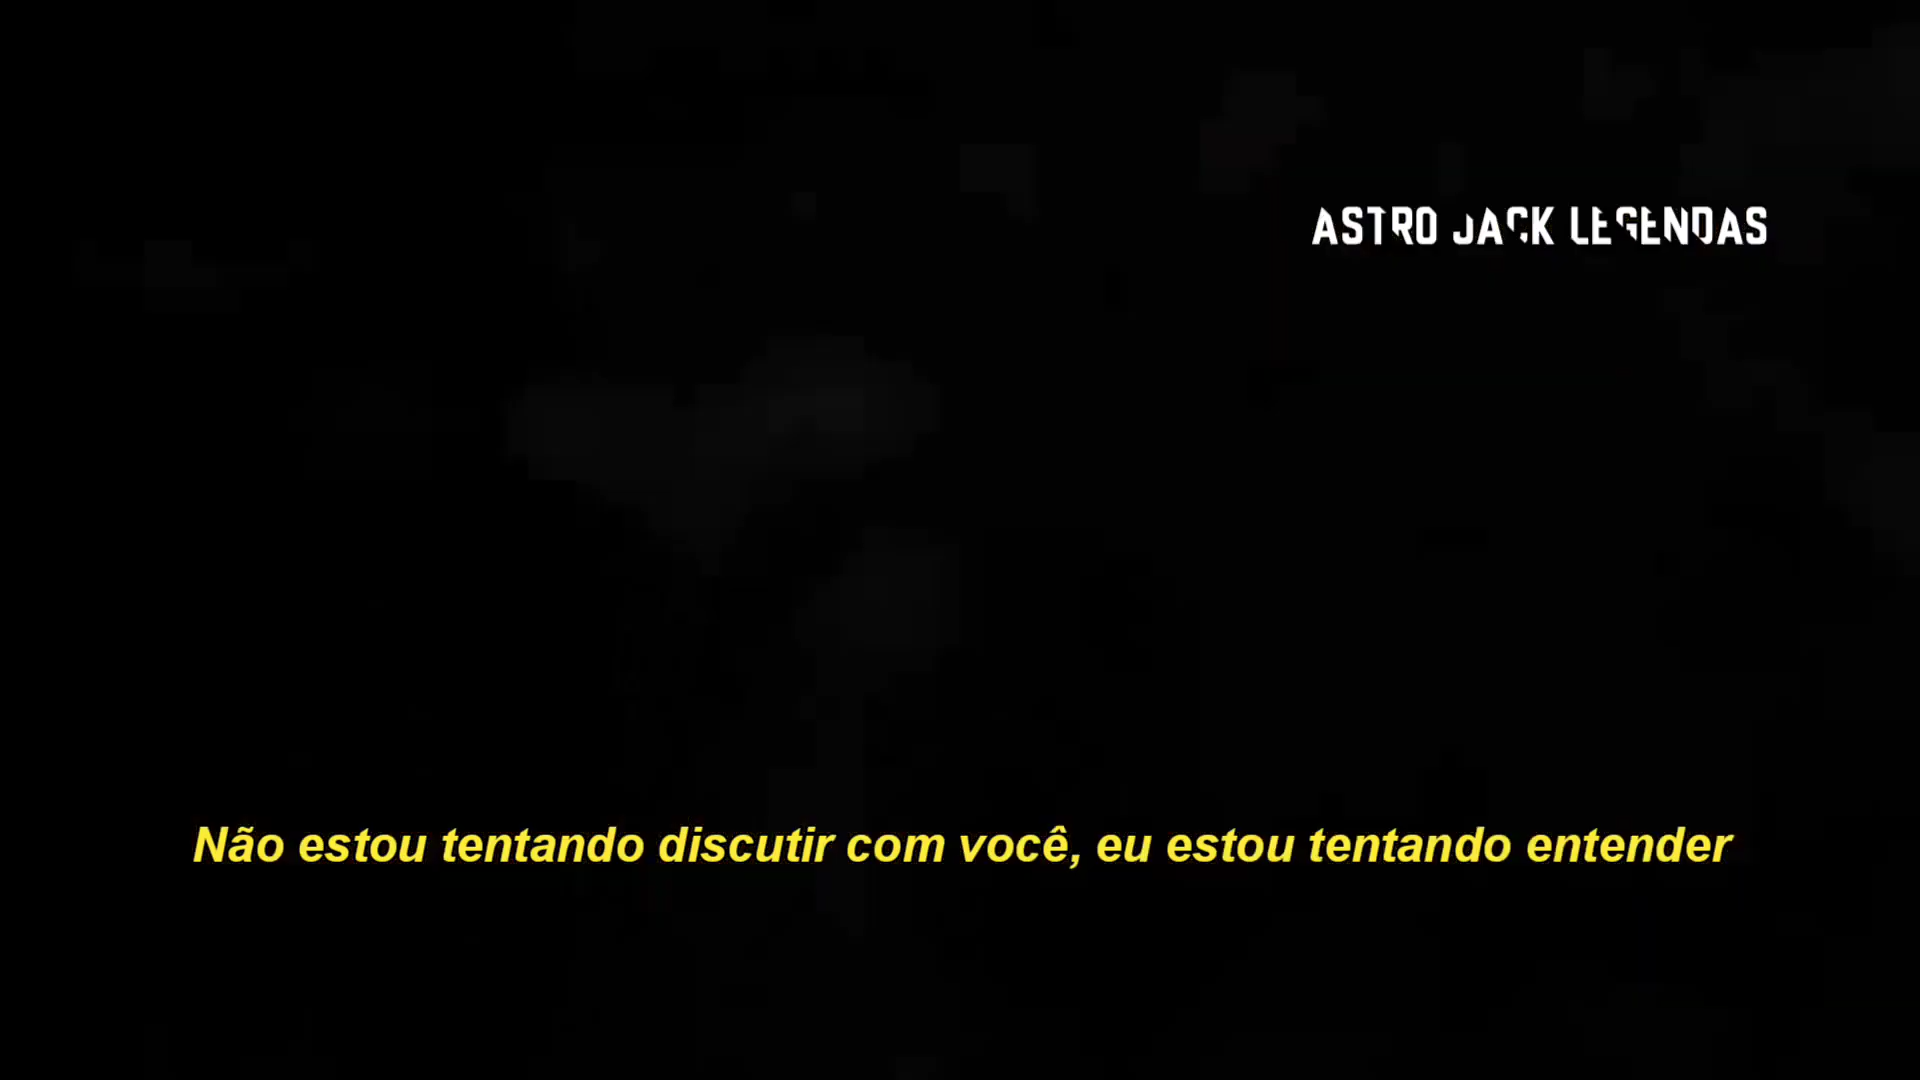 ASTRO JACK LEGENDAS
Não estou tentando discutir com você, eu estou tentando entender